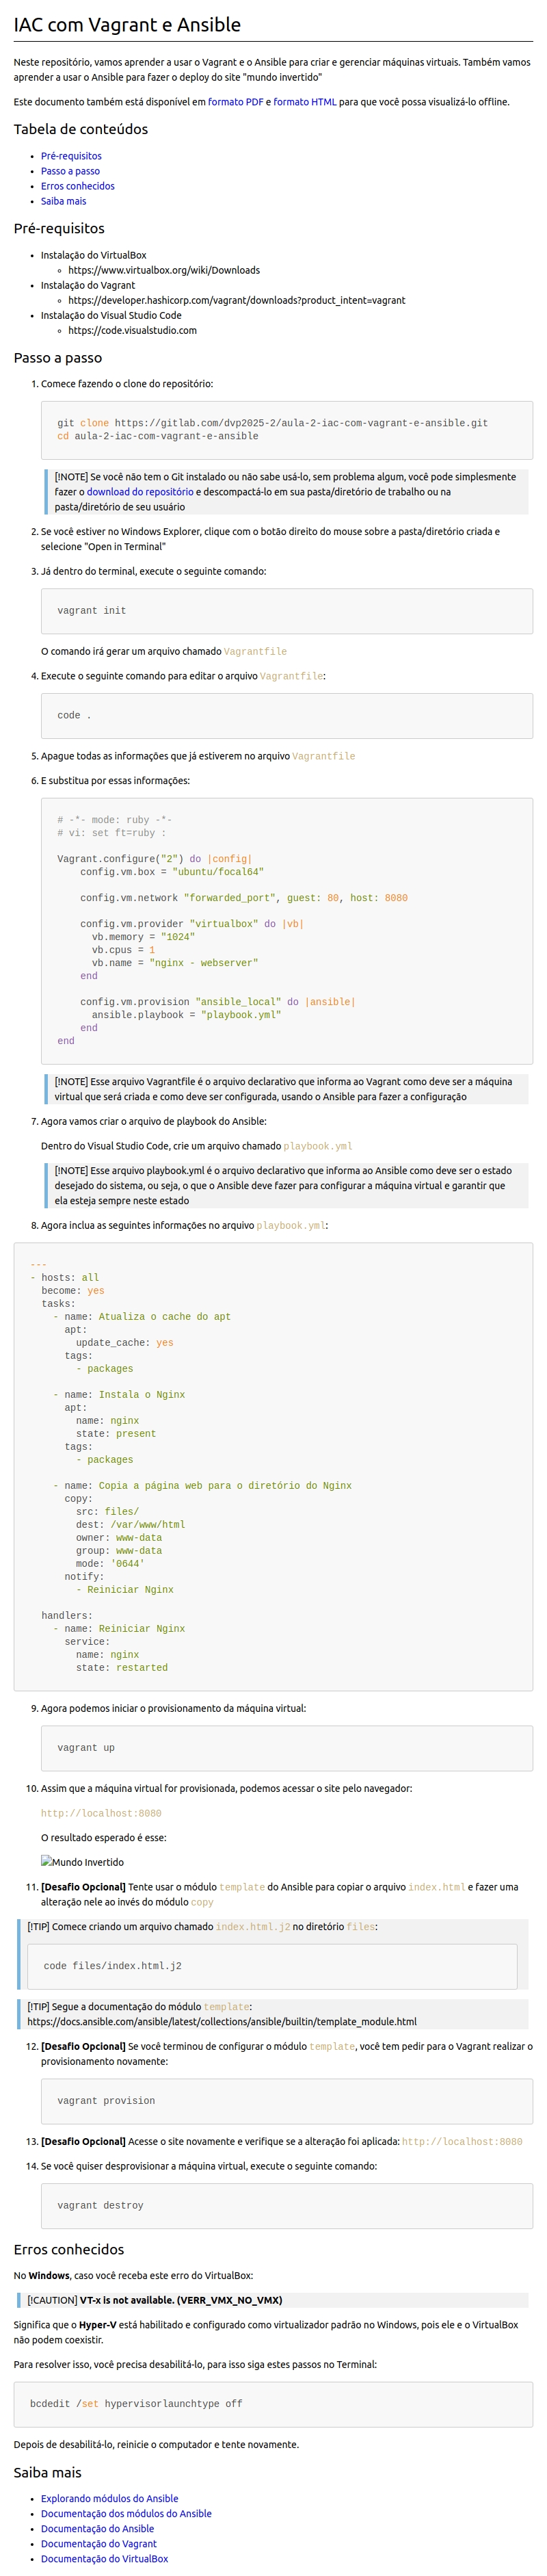 IAC com Vagrant e Ansible
Neste repositório, vamos aprender a usar o Vagrant e o Ansible para criar e gerenciar máquinas virtuais. Também vamos
aprender a usar o Ansible para fazer o deploy do site "mundo invertido"
Este documento também está disponível em formato PDF e formato HTML para que você possa visualizá-lo offline.
Tabela de conteúdos
• Pré-requisitos
• Passo a passo
• Erros conhecidos
• Saiba mais
Pré-requisitos
• Instalação do VirtualBox
◦ https://www.virtualbox.org/wiki/Downloads
• Instalação do Vagrant
◦ https://developer.hashicorp.com/vagrant/downloads?product_intent=vagrant
• Instalação do Visual Studio Code
◦ https://code.visualstudio.com
Passo a passo
1. Comece fazendo o clone do repositório:
git clone https://gitlab.com/dvp2025-2/aula-2-iac-com-vagrant-e-ansible.git
cd aula-2-iac-com-vagrant-e-ansible
[!NOTE] Se você não tem o Git instalado ou não sabe usá-lo, sem problema algum, você pode simplesmente
fazer o download do repositório e descompactá-lo em sua pasta/diretório de trabalho ou na
pasta/diretório de seu usuário
2. Se você estiver no Windows Explorer, clique com o botão direito do mouse sobre a pasta/diretório criada e
selecione "Open in Terminal"
3. Já dentro do terminal, execute o seguinte comando:
vagrant init
O comando irá gerar um arquivo chamado Vagrantfile
4. Execute o seguinte comando para editar o arquivo Vagrantfile:
code .
5. Apague todas as informações que já estiverem no arquivo Vagrantfile
6. E substitua por essas informações:
# -*- mode: ruby -*-
# vi: set ft=ruby :
Vagrant.configure("2") do |config|
config.vm.box = "ubuntu/focal64"
config.vm.network "forwarded_port", guest: 80, host: 8080
config.vm.provider "virtualbox" do |vb|
vb.memory = "1024"
vb.cpus = 1
vb.name = "nginx - webserver"
end
config.vm.provision "ansible_local" do |ansible|
ansible.playbook = "playbook.yml"
end
end
[!NOTE] Esse arquivo Vagrantfile é o arquivo declarativo que informa ao Vagrant como deve ser a máquina
virtual que será criada e como deve ser configurada, usando o Ansible para fazer a configuração
7. Agora vamos criar o arquivo de playbook do Ansible:
Dentro do Visual Studio Code, crie um arquivo chamado playbook.yml
[!NOTE] Esse arquivo playbook.yml é o arquivo declarativo que informa ao Ansible como deve ser o estado
desejado do sistema, ou seja, o que o Ansible deve fazer para configurar a máquina virtual e garantir que
ela esteja sempre neste estado
8. Agora inclua as seguintes informações no arquivo playbook.yml:
---
- hosts: all
become: yes
tasks:
- name: Atualiza o cache do apt
apt:
update_cache: yes
tags:
- packages
- name: Instala o Nginx
apt:
name: nginx
state: present
tags:
- packages
- name: Copia a página web para o diretório do Nginx
copy:
src: files/
dest: /var/www/html
owner: www-data
group: www-data
mode: '0644'
notify:
- Reiniciar Nginx
handlers:
- name: Reiniciar Nginx
service:
name: nginx
state: restarted
9. Agora podemos iniciar o provisionamento da máquina virtual:
vagrant up
10. Assim que a máquina virtual for provisionada, podemos acessar o site pelo navegador:
http://localhost:8080
O resultado esperado é esse:
Mundo Invertido
11. [Desafio Opcional] Tente usar o módulo template do Ansible para copiar o arquivo index.html e fazer uma
alteração nele ao invés do módulo copy
[!TIP] Comece criando um arquivo chamado index.html.j2 no diretório files:
code files/index.html.j2
[!TIP] Segue a documentação do módulo template:
https://docs.ansible.com/ansible/latest/collections/ansible/builtin/template_module.html
12. [Desafio Opcional] Se você terminou de configurar o módulo template, você tem pedir para o Vagrant realizar o
provisionamento novamente:
vagrant provision
13. [Desafio Opcional] Acesse o site novamente e verifique se a alteração foi aplicada: http://localhost:8080
14. Se você quiser desprovisionar a máquina virtual, execute o seguinte comando:
vagrant destroy
Erros conhecidos
No Windows, caso você receba este erro do VirtualBox:
[!CAUTION] VT-x is not available. (VERR_VMX_NO_VMX)
Significa que o Hyper-V está habilitado e configurado como virtualizador padrão no Windows, pois ele e o VirtualBox
não podem coexistir.
Para resolver isso, você precisa desabilitá-lo, para isso siga estes passos no Terminal:
bcdedit /set hypervisorlaunchtype off
Depois de desabilitá-lo, reinicie o computador e tente novamente.
Saiba mais
• Explorando módulos do Ansible
• Documentação dos módulos do Ansible
• Documentação do Ansible
• Documentação do Vagrant
• Documentação do VirtualBox